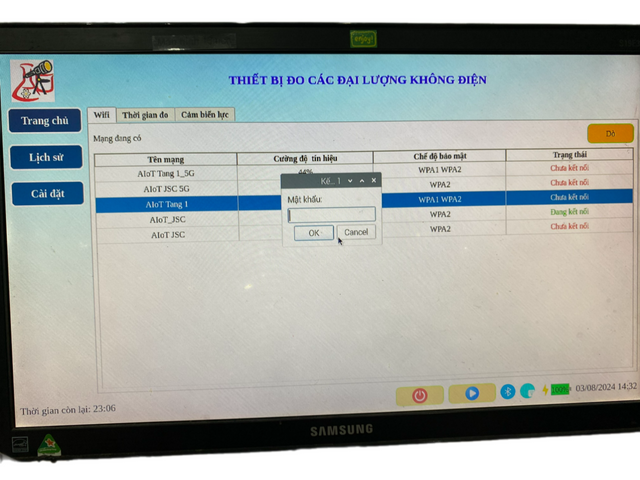 enjoy!
THIẾT BỊ ĐO CÁC ĐẠI LƯỢNG KHÔNG ĐIỆN
Trang chủ
Lịch sử
Cài đặt
Wifi Thời gian đo Cảm biến lực
Mạng đang có
Dò
Tên mạng Cường độ tín hiệu Chế độ bảo mật Trạng thái
AIoT Tang 1_5G 44% WPA1 WPA2 Chưa kết nối
AIoT JSC 5G WPA2 Chưa kết nối
AIoT Tang 1 WPA1 WPA2 Chưa kết nối
AIoT_JSC WPA2 Đang kết nối
AIoT JSC WPA2 Chưa kết nối
Kế... 1
Mật khẩu:
OK Cancel
Thời gian còn lại: 23:06
100%
03/08/2024 14:32
SAMSUNG